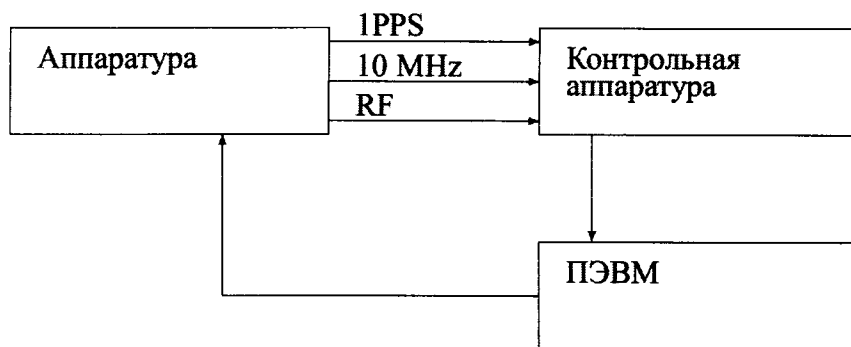 Аппаратура
1PPS
10 MHz
RF
Контрольная
аппаратура
ПЭВМ